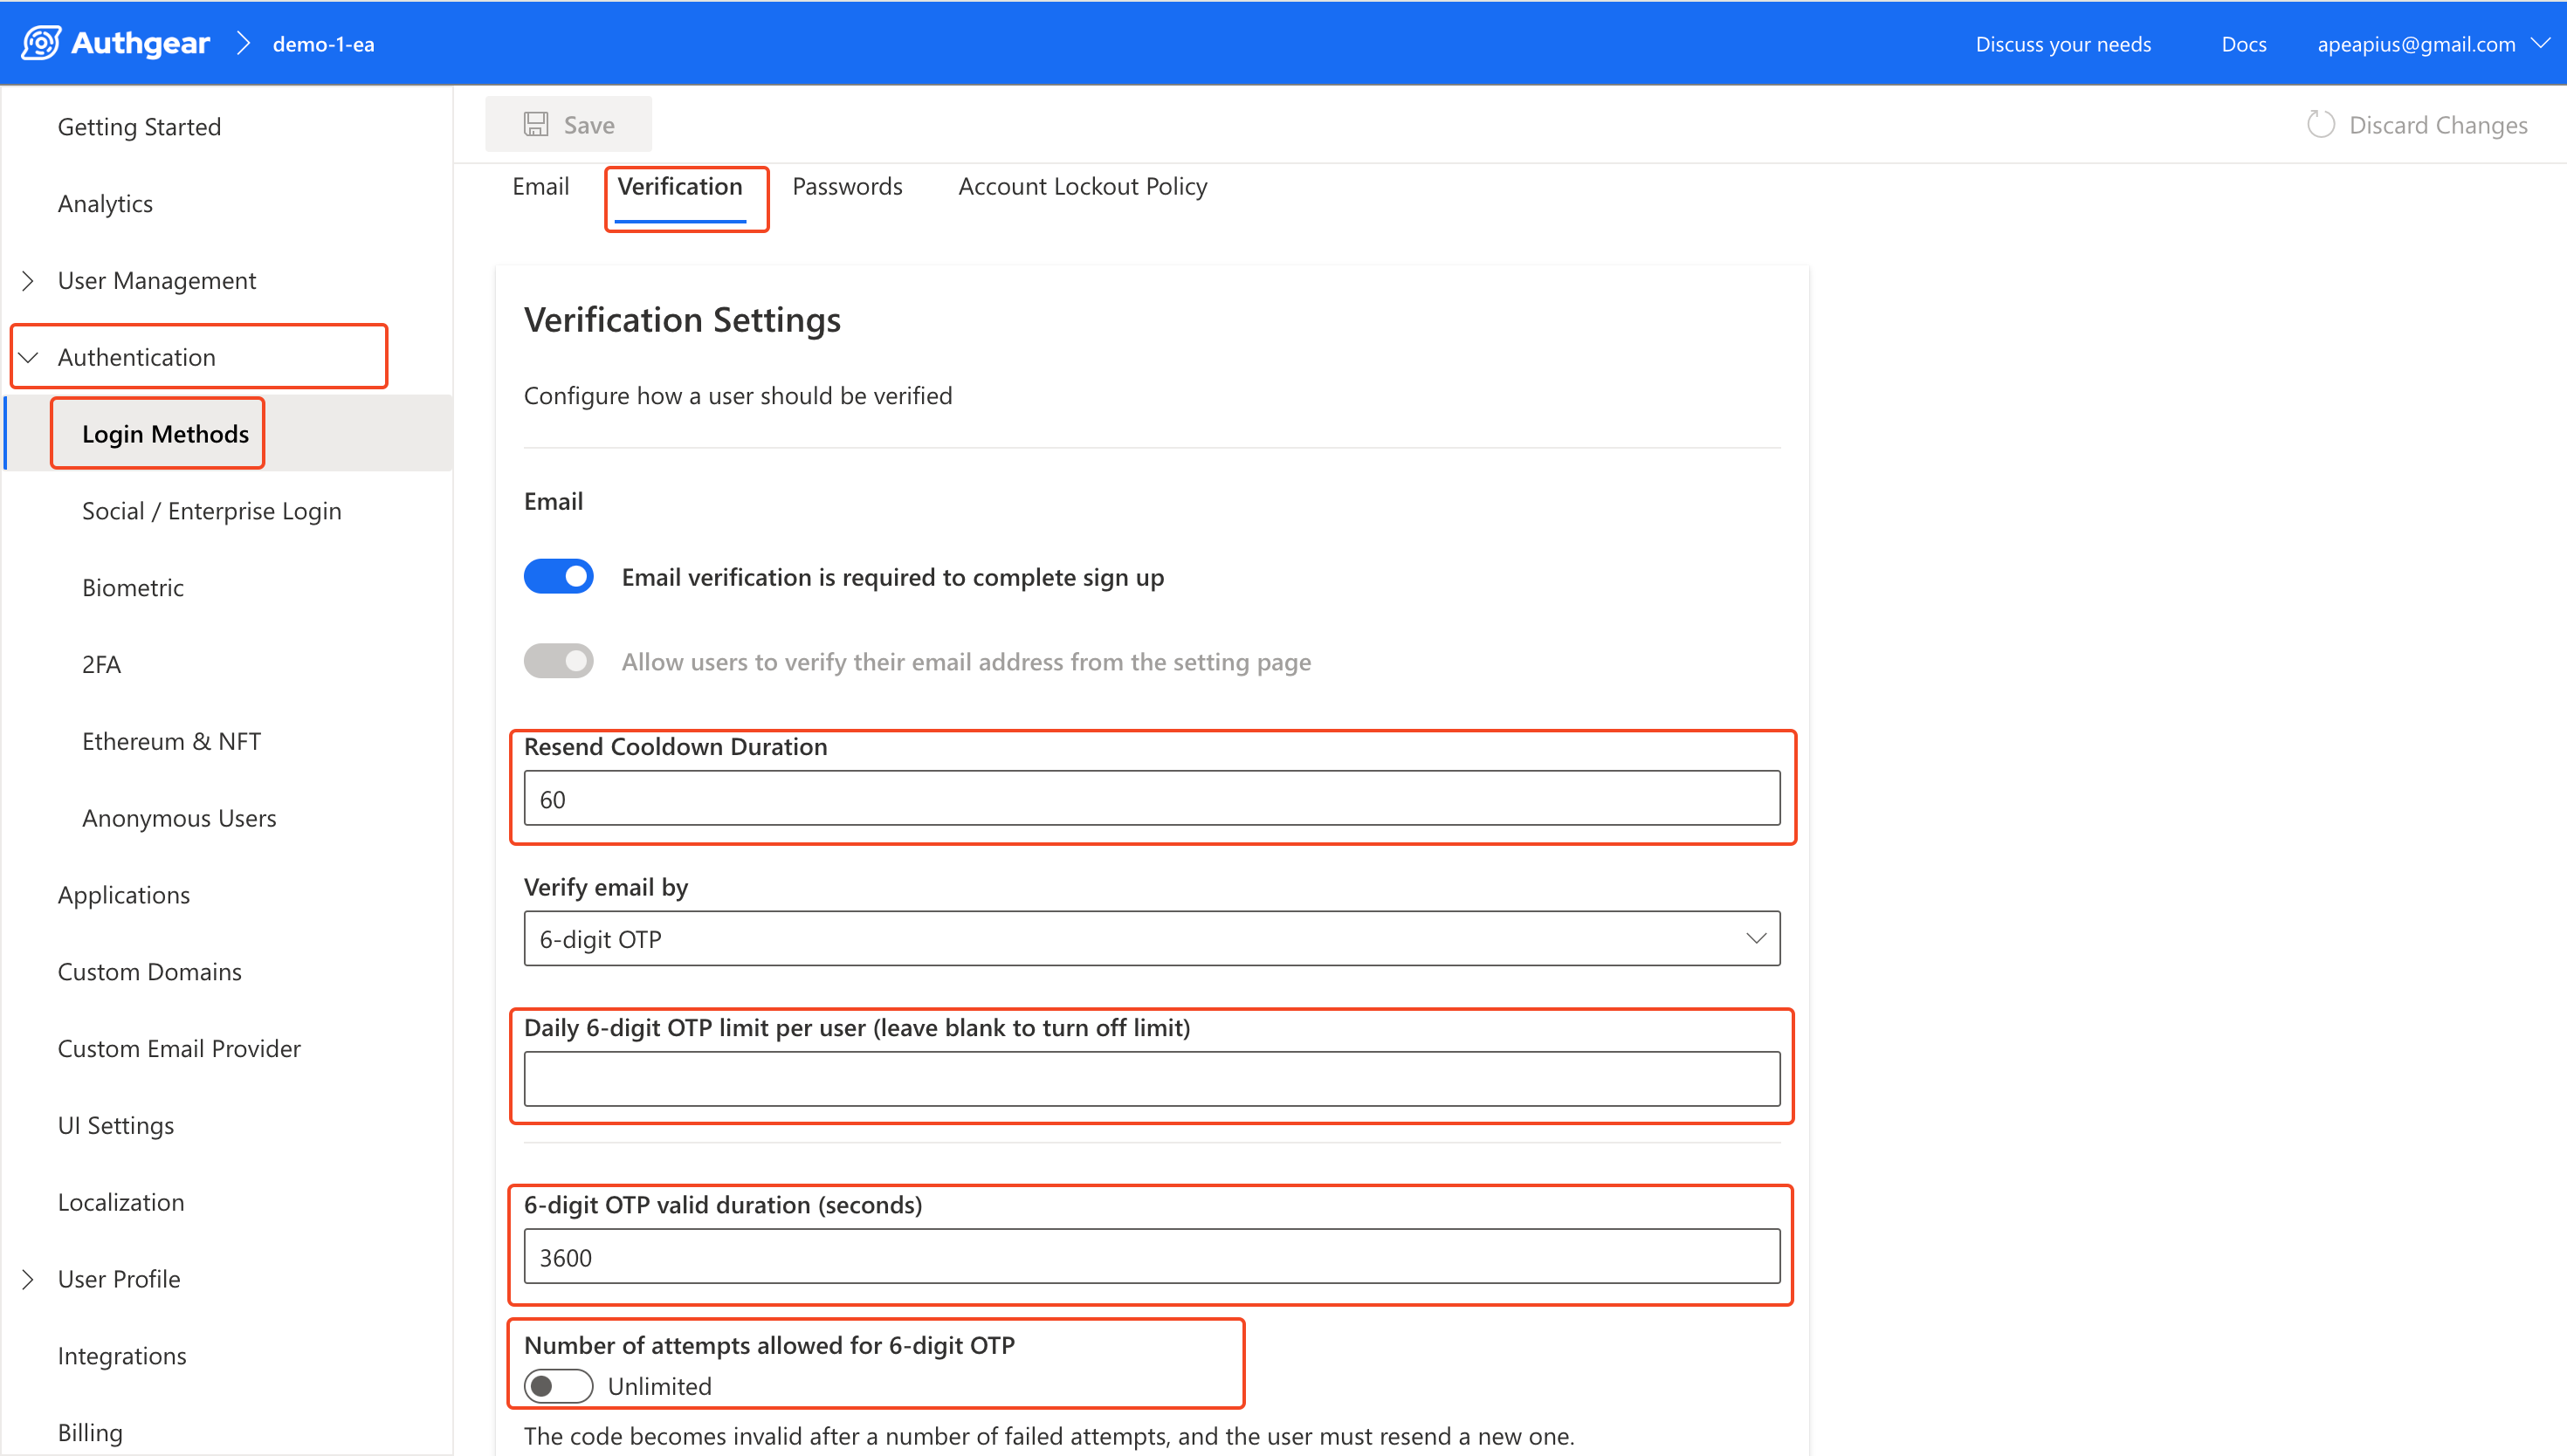 Authgear
demo-1-ea
Discuss your needs
Docs
apeapius@gmail.com
Getting Started
Analytics
User Management
Authentication
Login Methods
Social / Enterprise Login
Biometric
2FA
Ethereum & NFT
Anonymous Users
Applications
Custom Domains
Custom Email Provider
UI Settings
Localization
User Profile
Integrations
Billing
Save
Discard Changes
Email
Verification
Passwords
Account Lockout Policy
Verification Settings
Configure how a user should be verified
Email
Email verification is required to complete sign up
Allow users to verify their email address from the setting page
Resend Cooldown Duration
60
Verify email by
6-digit OTP
Daily 6-digit OTP limit per user (leave blank to turn off limit)
6-digit OTP valid duration (seconds)
3600
Number of attempts allowed for 6-digit OTP
Unlimited
The code becomes invalid after a number of failed attempts, and the user must resend a new one.